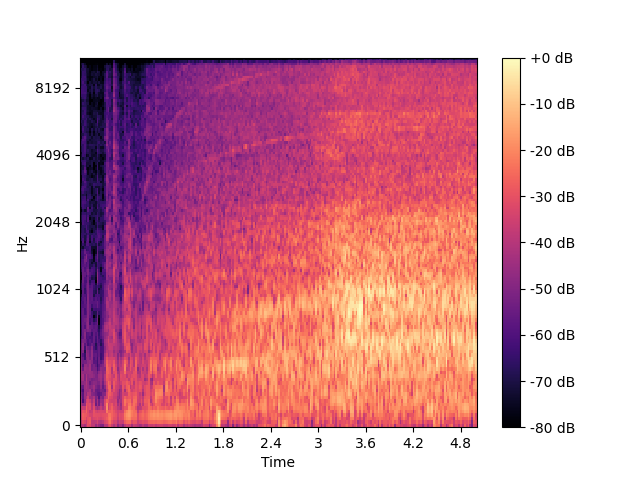 +0 dB
8192
-10 dB
4096
-20 dB
-30 dB
2048
Hz
-40 dB
1024
-50 dB
512
-60 dB
-70 dB
0
-80 dB
0 0.6 1.2 1.8 2.4 3 3.6 4.2 4.8
Time